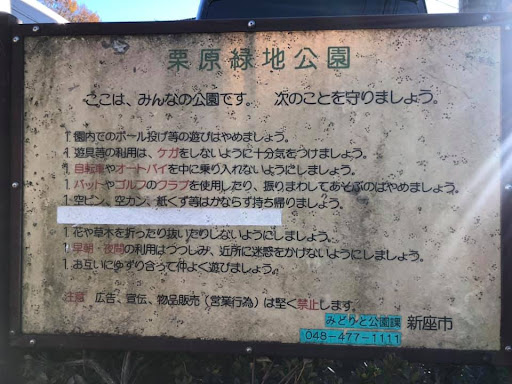 栗原緑地公園
ここは、みんなの公園です。 次のことを守りましょう。
1 園内でのボール投げ等の遊びはやめましょう。
1 遊具等の利用は、ケガをしないように十分気をつけましょう。
1 自転車やオートバイを中に乗り入れないようにしましょう。
1 バットやゴルフのクラブを使用したり、振りまわしてあそぶのはやめましょう。
1 空ビン、空カン、紙くず等はかならず持ち帰りましょう。
1 花や草木を折ったり抜いたりしないようにしましょう。
1 早朝・夜間の利用はつつしみ、近所に迷惑をかけないようにしましょう。
1 お互いにゆずり合って仲よく遊びましょう。
注意 広告、宣伝、物品販売（営業行為）は堅く禁止します。
みどりと公園課 新座市
048-477-1111